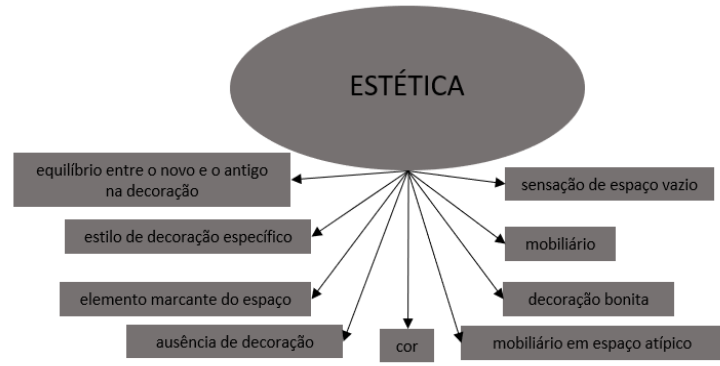 ESTÉTICA
equilíbrio entre o novo e o antigo
na decoração
sensação de espaço vazio
estilo de decoração específico
mobiliário
elemento marcante do espaço
decoração bonita
ausência de decoração
cor
mobiliário em espaço atípico